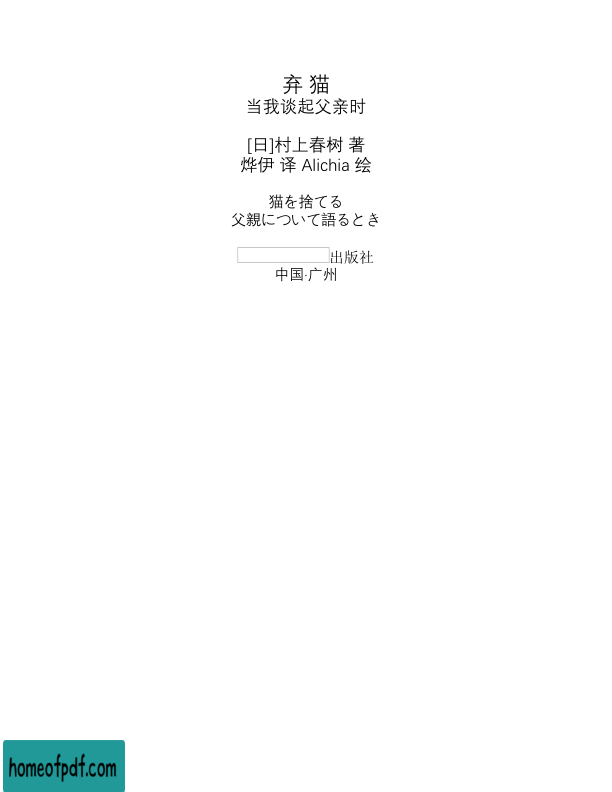 弃 猫
当我谈起父亲时
[日]村上春树 著
烨伊 译 Alichia 绘
猫を捨てる
父親について語るとき
出版社
中国·广州
homeofpdf.com